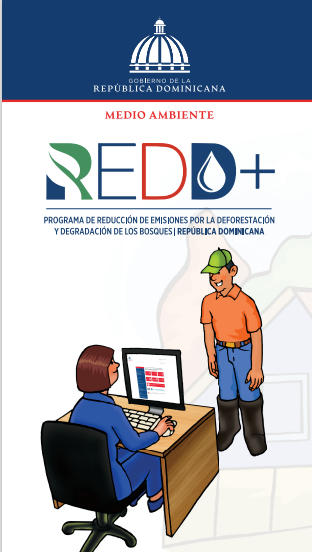 GOBIERNO DE LA
REPÚBLICA DOMINICANA
MEDIO AMBIENTE
REDD+
PROGRAMA DE REDUCCIÓN DE EMISIONES POR LA DEFORESTACIÓN
Y DEGRADACIÓN DE LOS BOSQUES| REPÚBLICA DOMINICANA